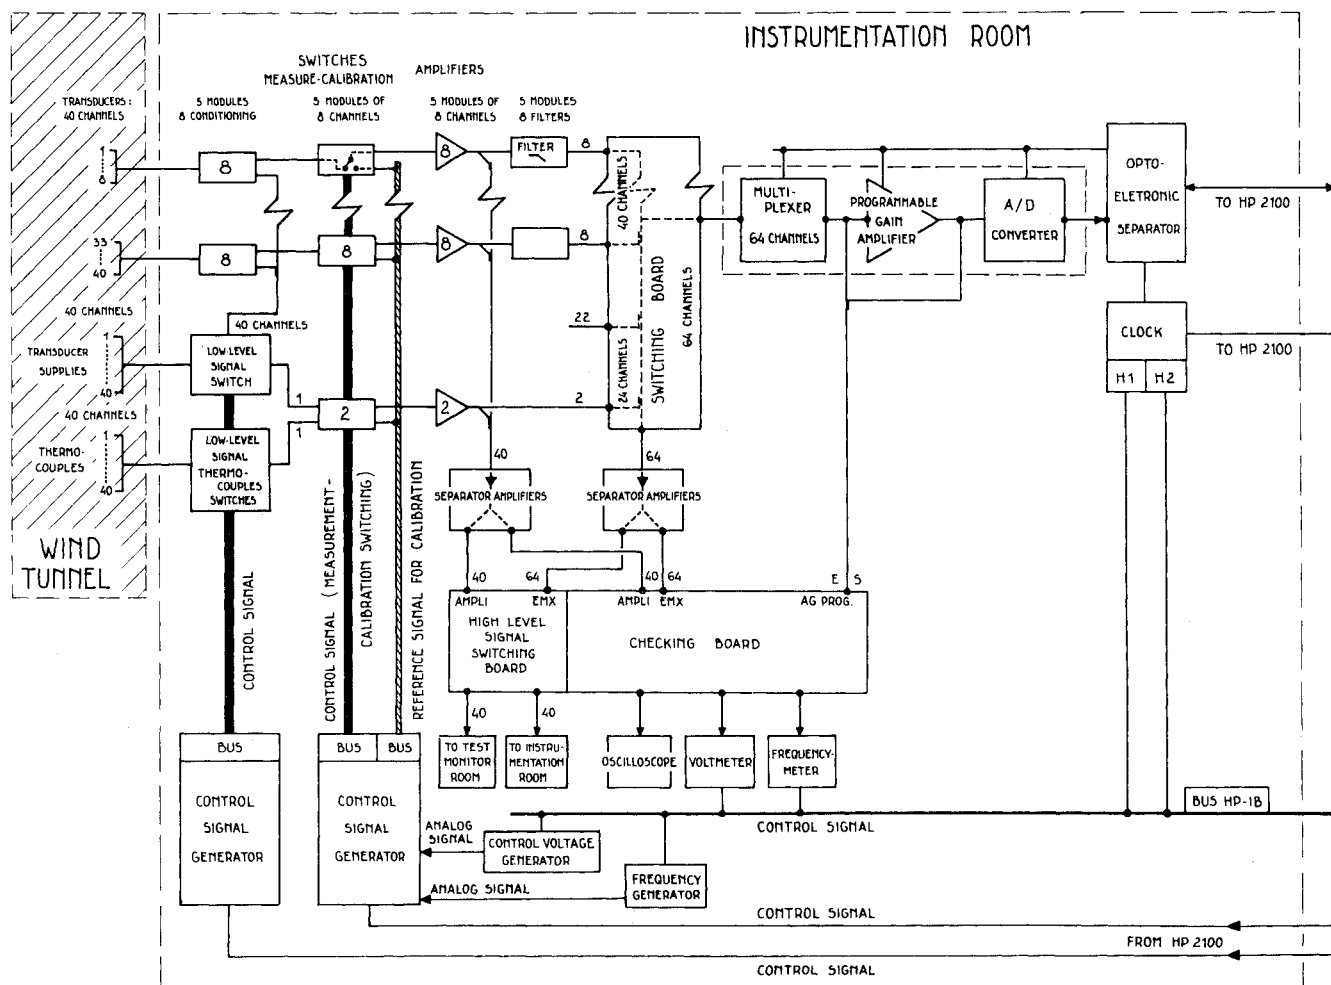 INSTRUMENTATION ROOM
SWITCHES
MEASURE-CALIBRATION
AMPLIFIERS
TRANSDUCERS:
40 CHANNELS
5 MODULES
8 CONDITIONING
5 MODULES OF
8 CHANNELS
5 MODULES OF
8 CHANNELS
5 MODULES
8 FILTERS
1
8
8
8
FILTER
8
40 CHANNELS
MULTI-
PLEXER
64 CHANNELS
PROGRAMMABLE
GAIN
AMPLIFIER
A/D
CONVERTER
OPTO-
ELETRONIC
SEPARATOR
TO HP 2100
33
40
8
8
8
8
SWITCHING BOARD
64 CHANNELS
40 CHANNELS
40 CHANNELS
22
CLOCK
H1
H2
TO HP 2100
TRANSDUCER
SUPPLIES
1
40
LOW-LEVEL
SIGNAL
SWITCH
1
2
2
2
24 CHANNELS
40 CHANNELS
THERMO-
COUPLES
1
40
LOW-LEVEL
SIGNAL
THERMO-
COUPLES
SWITCHES
1
40
64
SEPARATOR AMPLIFIERS
SEPARATOR AMPLIFIERS
WIND
TUNNEL
CONTROL SIGNAL
CONTROL SIGNAL (MEASUREMENT-
CALIBRATION SWITCHING)
REFERENCE SIGNAL FOR CALIBRATION
40
64
40
64
E S
AMPLI
EMX
AMPLI
EMX
AG PROG.
HIGH LEVEL
SIGNAL
SWITCHING
BOARD
CHECKING BOARD
40
40
TO TEST
MONITOR
ROOM
TO INSTRU-
MENTATION
ROOM
OSCILLOSCOPE
VOLTMETER
FREQUENCY-
METER
BUS
CONTROL
SIGNAL
GENERATOR
BUS
BUS
CONTROL
SIGNAL
GENERATOR
BUS HP-IB
CONTROL SIGNAL
ANALOG
SIGNAL
CONTROL VOLTAGE
GENERATOR
ANALOG SIGNAL
FREQUENCY
GENERATOR
CONTROL SIGNAL
FROM HP 2100
CONTROL SIGNAL